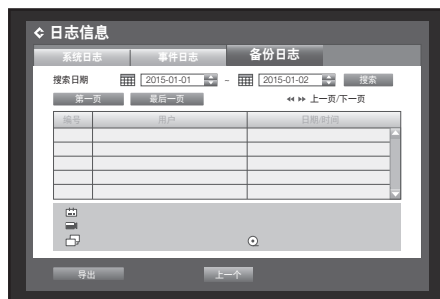 日志信息
系统日志 事件日志 备份日志
搜索日期 2015-01-01 - 2015-01-02 搜索
第一页 最后一页 上一页/下一页
编号 用户 日期/时间
导出 上一个